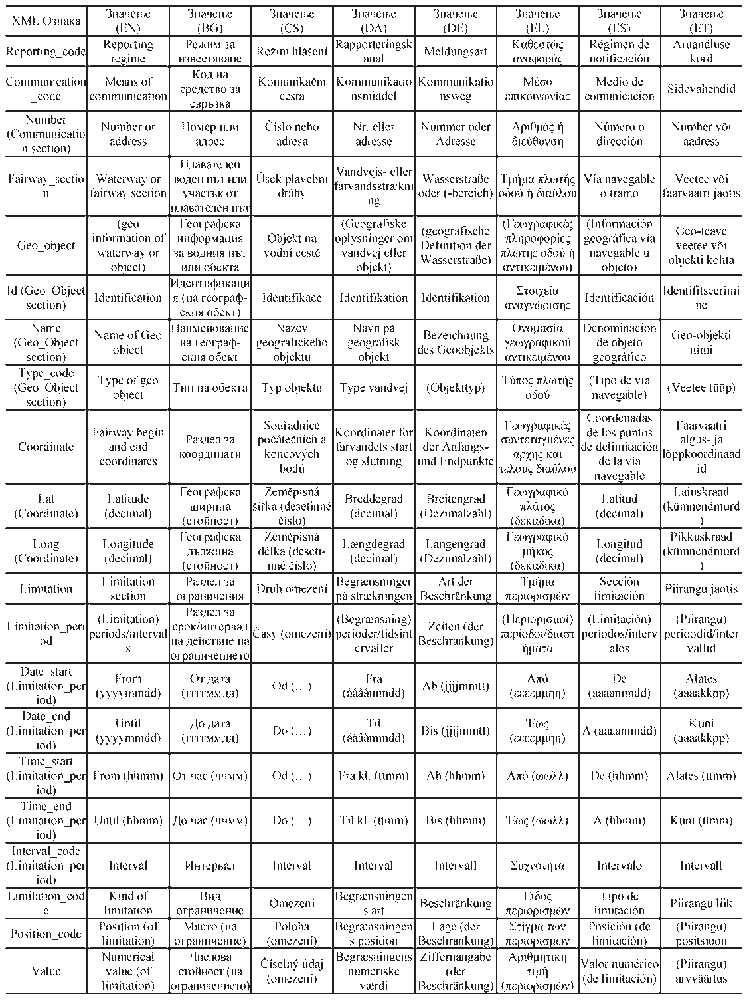 XML Ознака | Значење (EN) | Значење (BG) | Значење (CS) | Значење (DA) | Значење (DE) | Значење (EL) | Значење (ES) | Значење (ET)
Reporting_code | Reporting regime | Режим за известяване | Režim hlášení | Rapporteringskanal | Meldungsart | Καθεστώς αναφοράς | Régimen de notificación | Aruandluse kord
Communication_code | Means of communication | Код на средство за свръзка | Komunikační cesta | Kommunikationsmiddel | Kommunikationsweg | Μέσο επικοινωνίας | Medio de comunicación | Sidevahendid
Number (Communication section) | Number or address | Номер или адрес | Číslo nebo adresa | Nr. eller adresse | Nummer oder Adresse | Αριθμός ή διεύθυνση | Número o dirección | Number või aadress
Fairway_section | Waterway or fairway section | Плавателен воден път или участък от плавателен път | Úsek plavební dráhy | Vandvejs- eller farvandsstrækning | Wasserstraße oder (-bereich) | Τμήμα πλωτής οδού ή διαύλου | Vía navegable o tramo | Veetee või faarvaatri jaotis
Geo_object | (geo information of waterway or object) | Географска информация за водния път или обекта | Objekt na vodní cestě | (Geografiske oplysninger om vandvej eller objekt) | (geografische Definition der Wasserstraße) | (Γεωγραφικές πληροφορίες πλωτής οδού ή αντικειμένου) | (Información geográfica vía navegable u objeto) | Geo-teave veetee või objekti kohta
Id (Geo_Object section) | Identification | Идентификация (на географ-ския обект) | Identifikace | Identifikation | Identifikation | Στοιχεία αναγνώρισης | Identificación | Identifitseerimine
Name (Geo_Object section) | Name of Geo object | Наименование на географ-ския обект | Název geografického objektu | Navn på geografisk objekt | Bezeichnung des Geoobjekts | Ονομασία γεωγραφικού αντικειμένου | Denominación de objeto geográfico | Geo-objekti nimi
Type_code (Geo_Object section) | Type of geo object | Тип на обекта | Typ objektu | Type vandvej | (Objekttyp) | Τύπος πλωτής οδού | (Tipo de vía navegable) | (Veetee tüüp)
Coordinate | Fairway begin and end coordinates | Раздел за координати | Souřadnice počátečních a koncových bodů | Koordinater for farvandets start og slutning | Koordinaten der Anfangs- und Endpunkte | Γεωγραφικές συντεταγμένες αρχής και τέλους διαύλου | Coordenadas de los puntos de delimitación de la vía navegable | Faarvaatri algus- ja lõppkoordinaadid
Lat (Coordinate) | Latitude (decimal) | Географска ширина (стойност) | Zeměpisná šířka (desetinné číslo) | Breddegrad (decimal) | Breitengrad (Dezimalzahl) | Γεωγραφικό πλάτος (δεκαδικά) | Latitud (decimal) | Laiuskraad (kümnendmurd)
Long (Coordinate) | Longitude (decimal) | Географска дължина (стойност) | Zeměpisná délka (deseti-nné číslo) | Længdegrad (decimal) | Längengrad (Dezimalzahl) | Γεωγραφικό μήκος (δεκαδικά) | Longitud (decimal) | Pikkuskraad (kümnendmurd)
Limitation | Limitation section | Раздел за ограничения | Druh omezení | Begrænsninger på strækningen | Art der Beschränkung | Τμήμα περιορισμών | Sección limitación | Piirangu jaotis
Limitation_period | (Limitation) periods/intervals | Раздел за срок/интервал на действие на ограничението | Časy (omezení) | (Begrænsning) perioder/tidsintervaller | Zeiten (der Beschränkung) | (Περιορισμοί) περίοδοι/διαστήματα | (Limitación) períodos/intervalos | (Piirangu) perioodid/intervallid
Date_start (Limitation_period) | From (yyyymmdd) | От дата (ггггммдд) | Od (…) | Fra (ååååmmdd) | Ab (jjjjmmtt) | Από (εεεεμμηη) | De (aaaammdd) | Alates (aaaakkpp)
Date_end (Limitation_period) | Until (yyyymmdd) | До дата (ггггммдд) | Do (…) | Til (ååååmmdd) | Bis (jjjjmmtt) | Έως (εεεεμμηη) | A (aaaammdd) | Kuni (aaaakkpp)
Time_start (Limitation_period) | From (hhmm) | От час (ччмм) | Od (…) | Fra kl. (ttmm) | Ab (hhmm) | Από (ωωλλ) | De (hhmm) | Alates (ttmm)
Time_end (Limitation_period) | Until (hhmm) | До час (ччмм) | Do (…) | Til kl. (ttmm) | Bis (hhmm) | Έως (ωωλλ) | A (hhmm) | Kuni (ttmm)
Interval_code (Limitation_period) | Interval | Интервал | Interval | Interval | Intervall | Συχνότητα | Intervalo | Intervall
Limitation_code | Kind of limitation | Вид ограничение | Omezení | Begrænsningens art | Beschränkung | Είδος περιορισμών | Tipo de limitación | Piirangu liik
Position_code | Position (of limitation) | Място (на ограничение) | Poloha (omezení) | Begrænsningens position | Lage (der Beschränkung) | Στίγμα των περιορισμών | Posición (de limitación) | (Piirangu) positsioon
Value | Numerical value (of limitation) | Числова стойност (на ограничението) | Číselný údaj (omezení) | Begræsningens numeriske værdi | Ziffernangabe (der Beschränkung) | Αριθμητική τιμή (περιορισμών) | Valor numérico (de limitación) | (Piirangu) arvväärtus